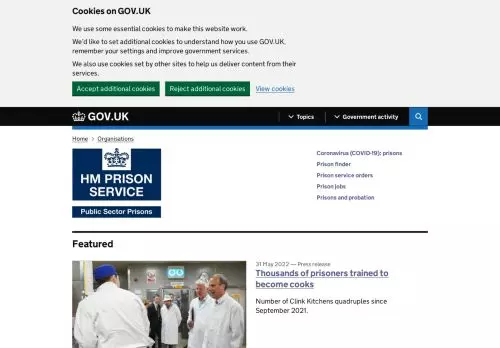 Cookies on GOV.UK
We use some essential cookies to make this website work.
We'd like to set additional cookies to understand how you use GOV.UK,
remember your settings and improve government services.
We also use cookies set by other sites to help us deliver content from their
services.
Accept additional cookies
Reject additional cookies
View cookies
GOV.UK
Topics
Government activity
Home
Organisations
HM PRISON
SERVICE
Public Sector Prisons
Coronavirus (COVID-19): prisons
Prison finder
Prison service orders
Prison jobs
Prisons and probation
Featured
31 May 2022 — Press release
Thousands of prisoners trained to
become cooks
Number of Clink Kitchens quadruples since
September 2021.